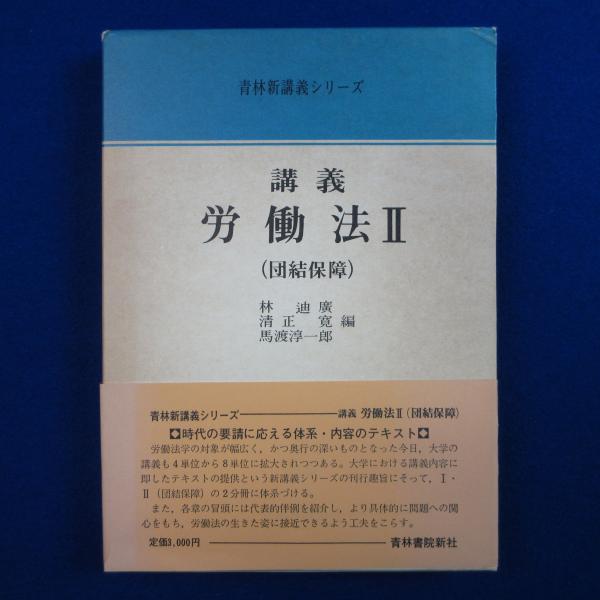 青林新講義シリーズ
講義
労働法Ⅱ
(団結保障)
林 迪廣
清正 寛 編
馬渡淳一郎
青林新講義シリーズ――講義 労働法Ⅱ(団結保障)
◆時代の要請に応える体系・内容のテキスト◆
労働法学の対象が幅広く,かつ奥行の深いものとなった今日,大学の
講義も4単位から8単位に拡大されつつある。大学における講義内容に
即したテキストの提供という新講義シリーズの刊行趣旨にそって,Ⅰ・
Ⅱ(団結保障)の2分冊に体系づける。
また,各章の冒頭には代表的佯例を紹介し,より具体的に問題への関
心をもち,労働法の生きた姿に接近できるよう工夫をこらす。
定価3,000円――青林書院新社